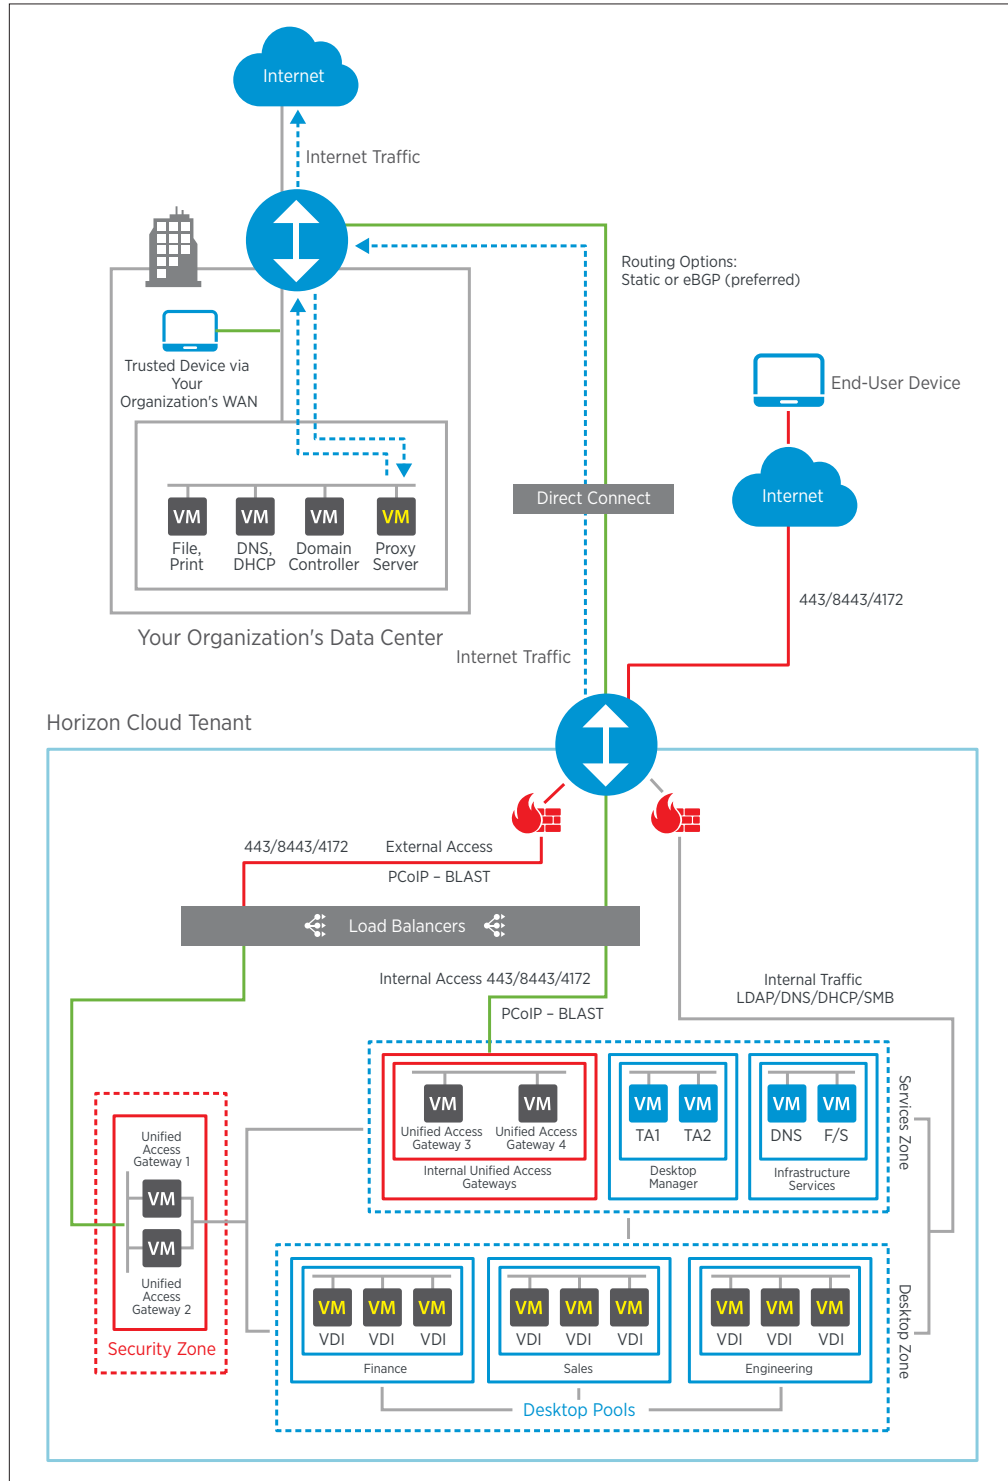 Internet
Internet Traffic
Routing Options:
Static or eBGP (preferred)
Trusted Device via
Your
Organization's WAN
End-User Device
Internet
Direct Connect
VM
VM
VM
VM
File,
Print
DNS,
DHCP
Domain
Controller
Proxy
Server
443/8443/4172
Your Organization's Data Center
Internet Traffic
Horizon Cloud Tenant
443/8443/4172
External Access
PCoIP – BLAST
Load Balancers
Internal Access 443/8443/4172
PCoIP – BLAST
Internal Traffic
LDAP/DNS/DHCP/SMB
VM
VM
Unified Access
Gateway 3
Unified Access
Gateway 4
Internal Unified Access
Gateways
VM
VM
TA1
TA2
Desktop
Manager
VM
VM
DNS
F/S
Infrastructure
Services
Services Zone
Unified
Access
Gateway 1
VM
VM
Unified
Access
Gateway 2
Security Zone
VM
VM
VM
VDI
VDI
VDI
Finance
VM
VM
VM
VDI
VDI
VDI
Sales
VM
VM
VM
VDI
VDI
VDI
Engineering
Desktop Zone
Desktop Pools